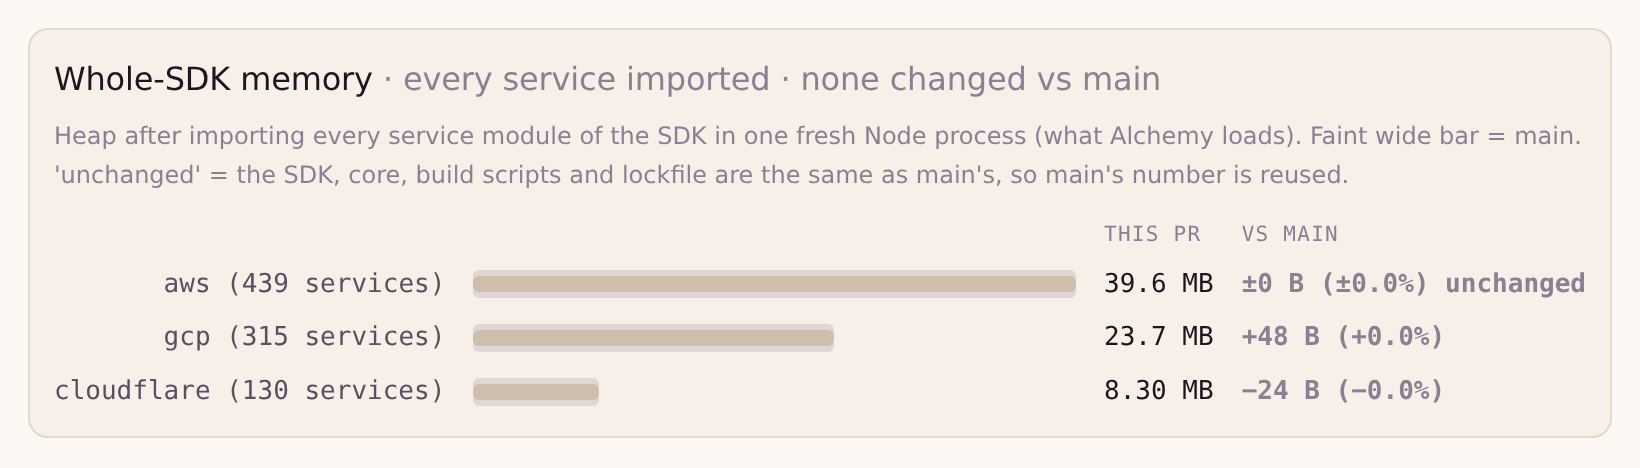 Whole-SDK memory · every service imported · none changed vs main
Heap after importing every service module of the SDK in one fresh Node process (what Alchemy loads). Faint wide bar = main.
'unchanged' = the SDK, core, build scripts and lockfile are the same as main's, so main's number is reused.
THIS PR VS MAIN
aws (439 services) 39.6 MB ±0 B (±0.0%) unchanged
gcp (315 services) 23.7 MB +48 B (+0.0%)
cloudflare (130 services) 8.30 MB −24 B (−0.0%)